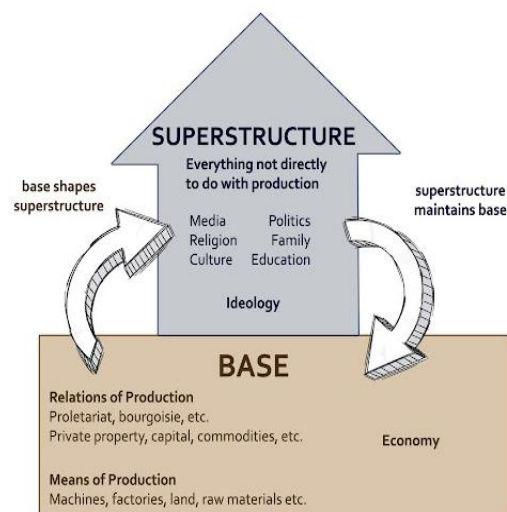 SUPERSTRUCTURE
Everything not directly
to do with production
base shapes
superstructure
superstructure
maintains base
Media Politics
Religion Family
Culture Education
Ideology
BASE
Relations of Production
Proletariat, bourgoisie, etc.
Private property, capital, commodities, etc.
Economy
Means of Production
Machines, factories, land, raw materials etc.